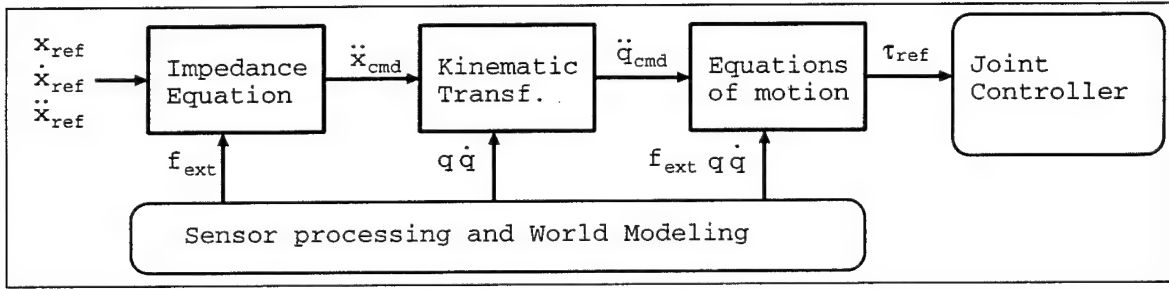 x_ref
ẋ_ref
ẍ_ref
Impedance
Equation
ẍ_cmd
Kinematic
Transf.
q̈_cmd
Equations
of motion
τ_ref
Joint
Controller
f_ext
q q̇
f_ext q q̇
Sensor processing and World Modeling